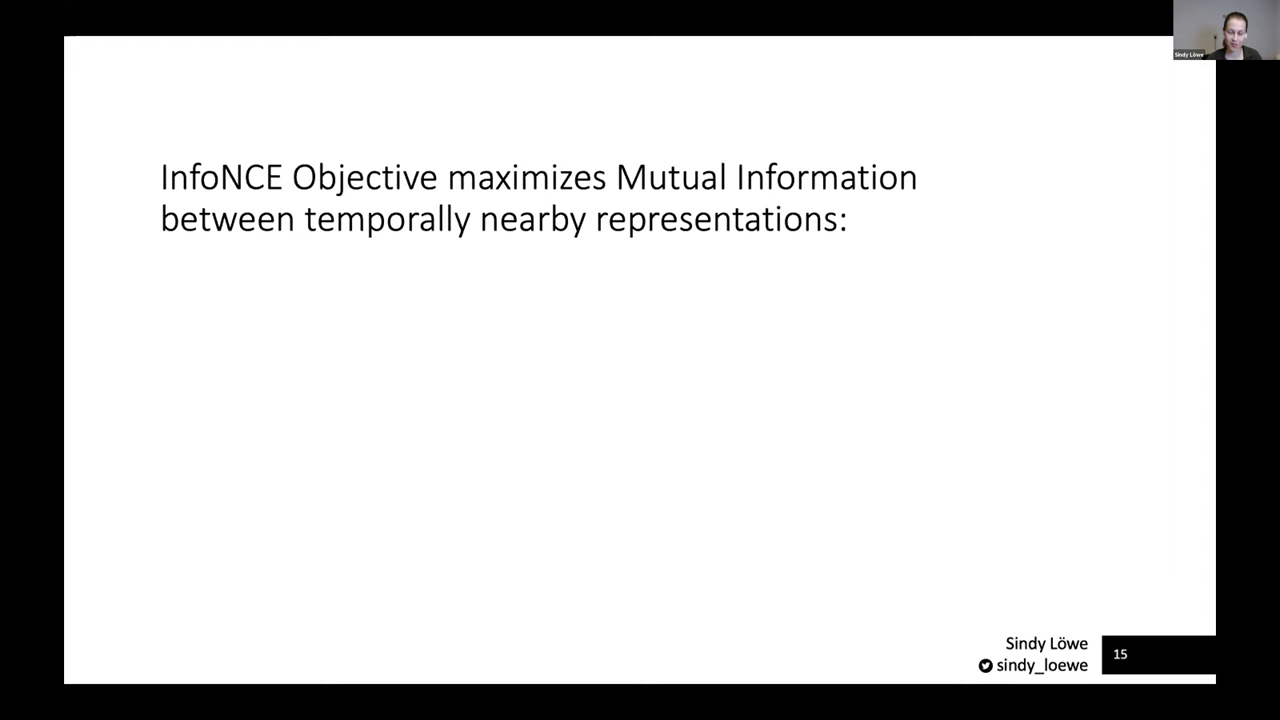 Sindy Löwe
InfoNCE Objective maximizes Mutual Information
between temporally nearby representations:
Sindy Löwe
sindy_loewe
15